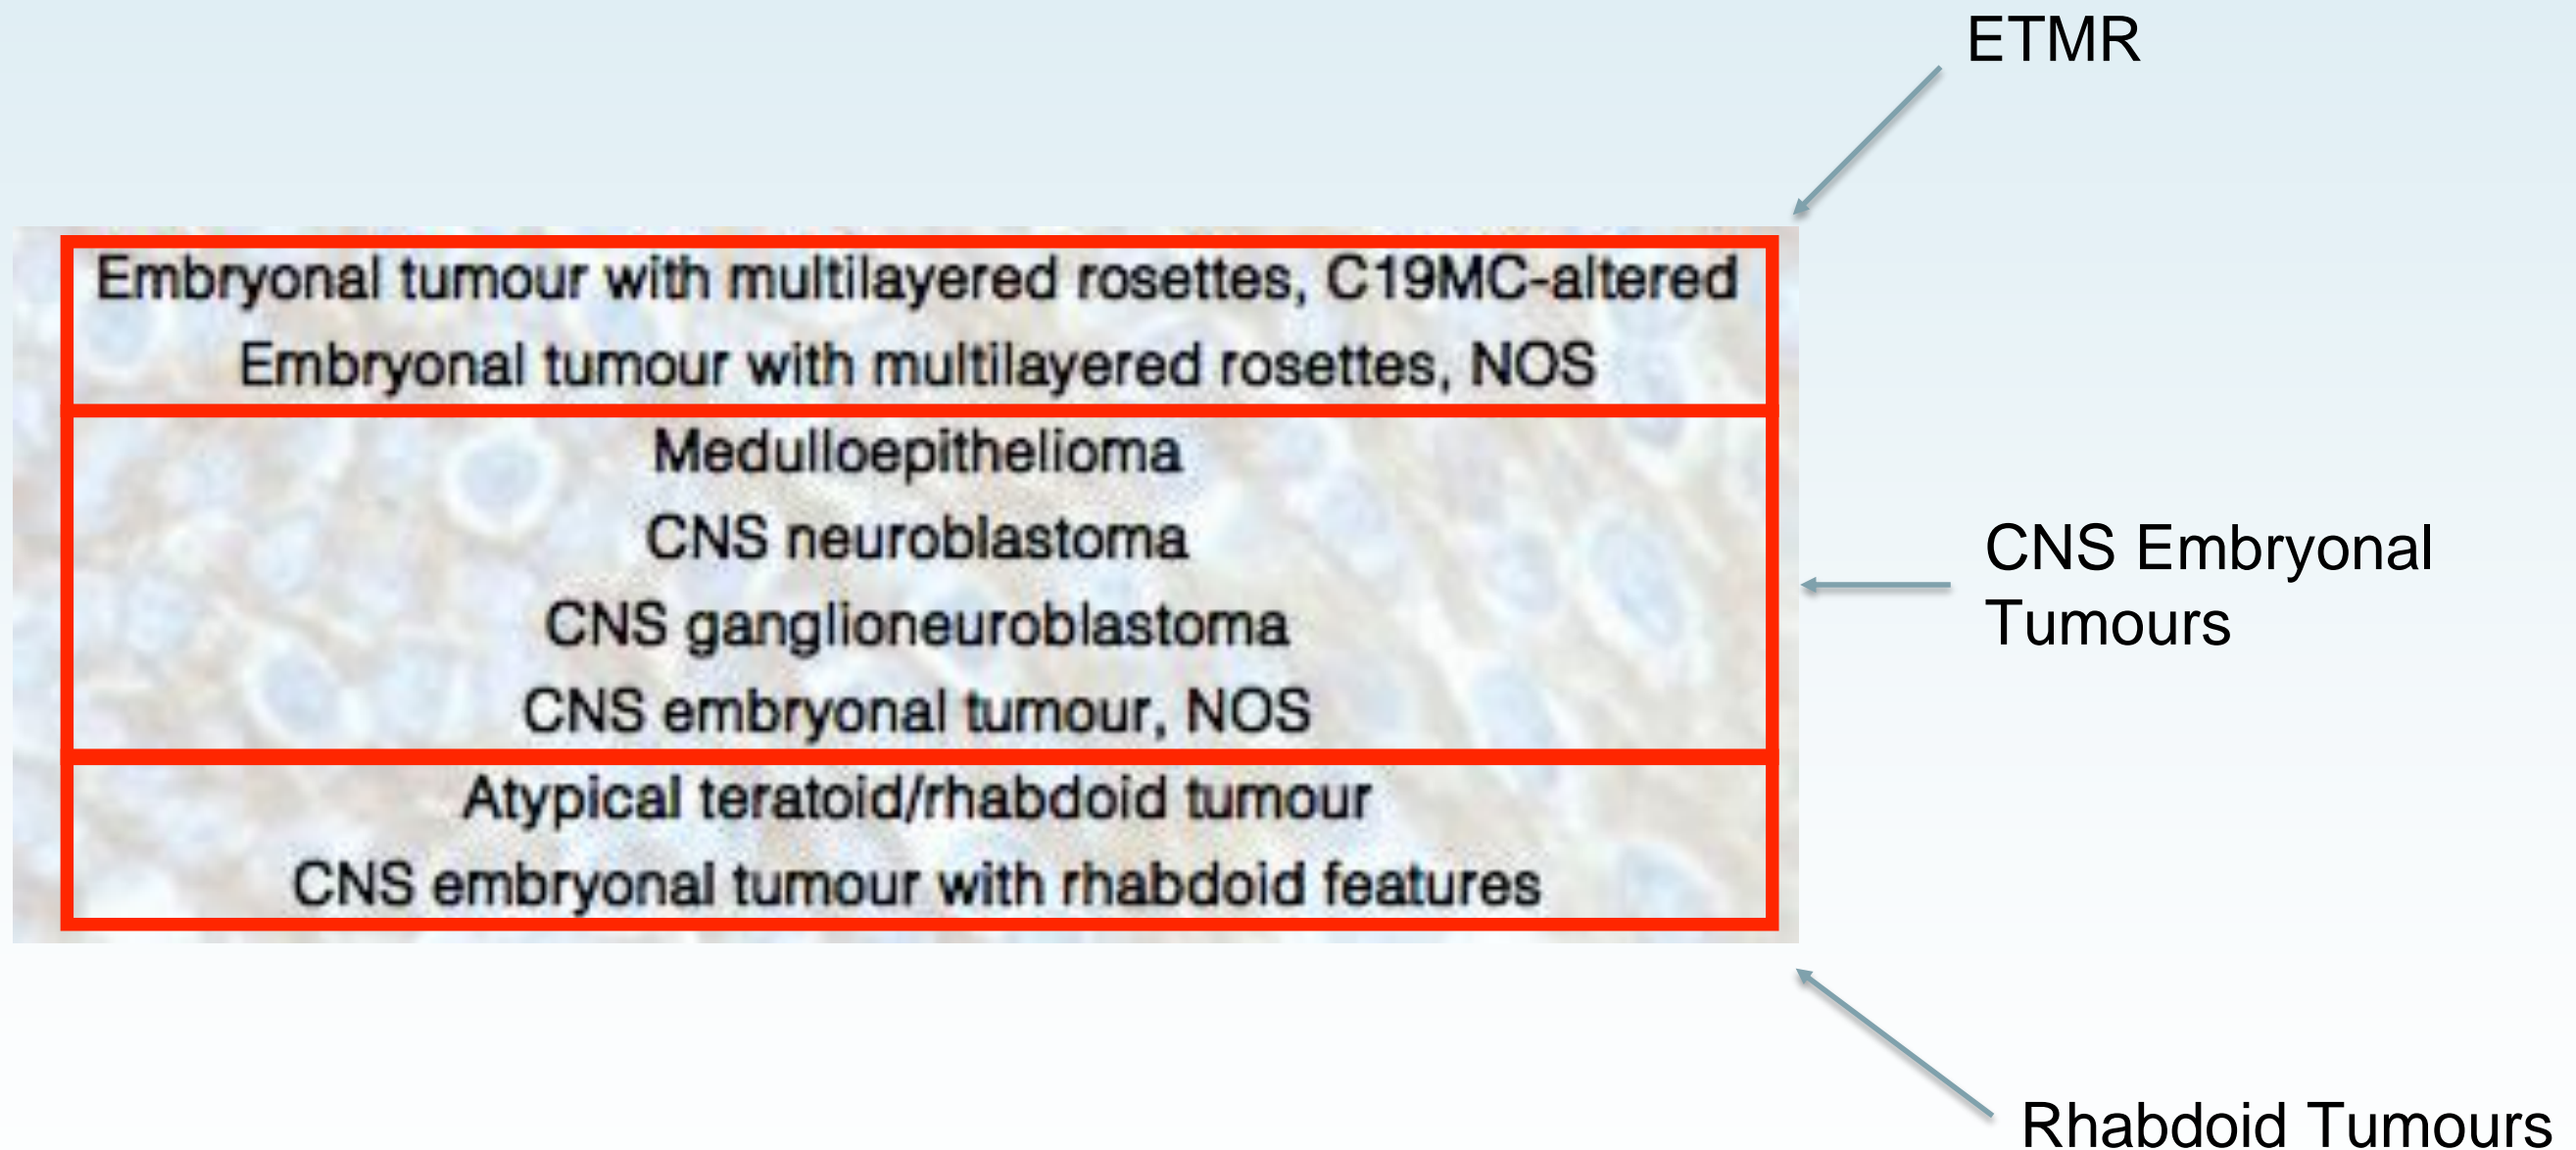 ETMR
Embryonal tumour with multilayered rosettes, C19MC-altered
Embryonal tumour with multilayered rosettes, NOS
Medulloepithelioma
CNS neuroblastoma
CNS ganglioneuroblastoma
CNS embryonal tumour, NOS
Atypical teratoid/rhabdoid tumour
CNS embryonal tumour with rhabdoid features
CNS Embryonal
Tumours
Rhabdoid Tumours